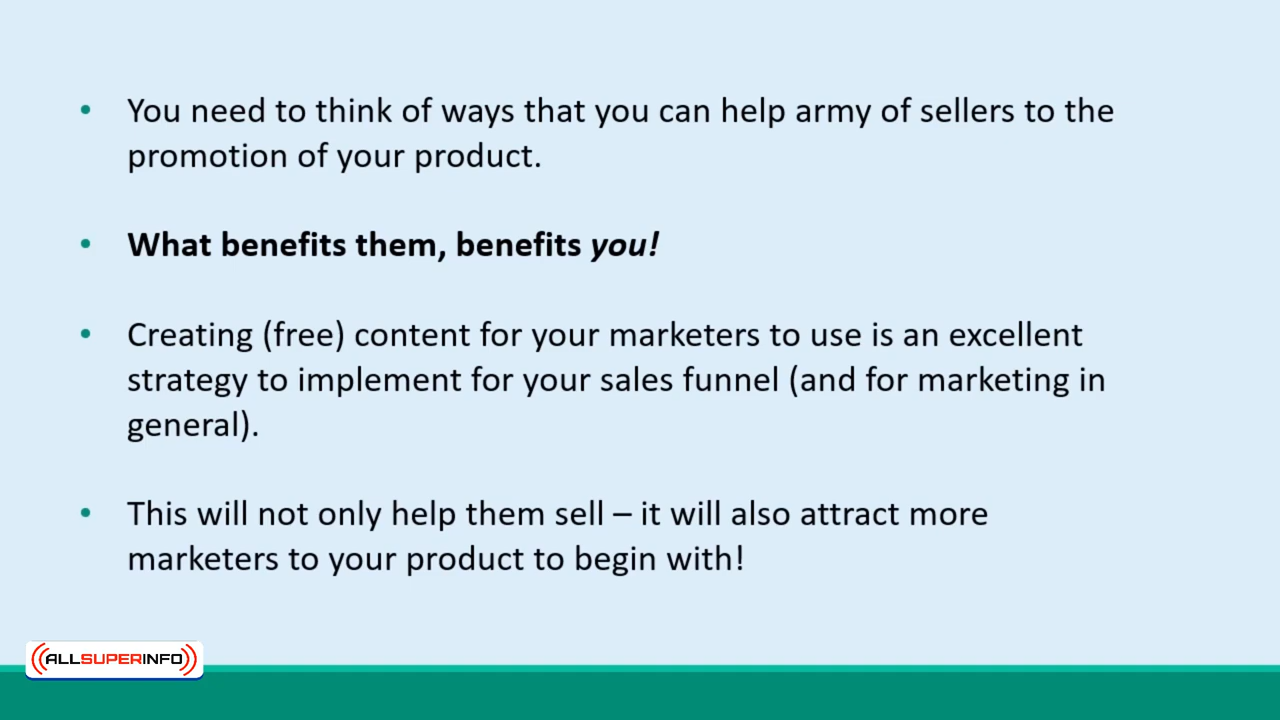 • You need to think of ways that you can help army of sellers to the
promotion of your product.
• What benefits them, benefits you!
• Creating (free) content for your marketers to use is an excellent
strategy to implement for your sales funnel (and for marketing in
general).
• This will not only help them sell – it will also attract more
marketers to your product to begin with!
ALLSUPERINFO